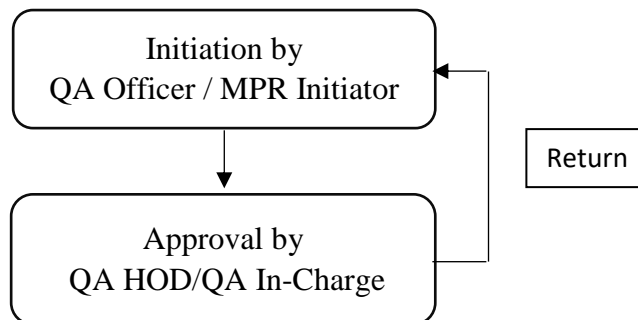 Initiation by
QA Officer / MPR Initiator
Return
Approval by
QA HOD/QA In-Charge